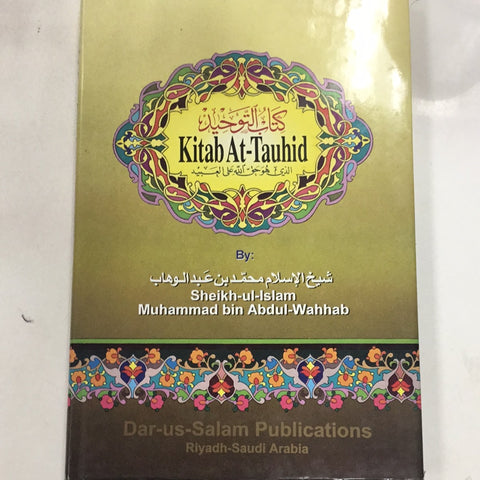 كتاب التوحيد
Kitab At-Tauhid
الذي هو حق الله على العبيد
By:
شيخ الإسلام محمد بن عبد الوهاب
Sheikh-ul-Islam
Muhammad bin Abdul-Wahhab
Dar-us-Salam Publications
Riyadh-Saudi Arabia